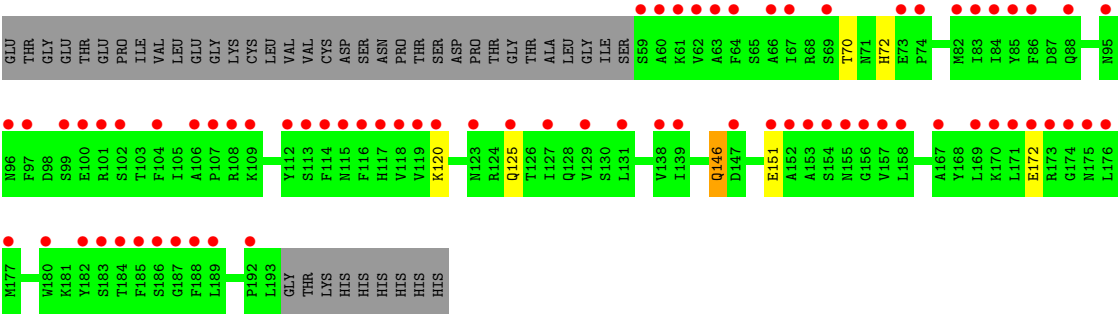 GLU THR GLY GLU THR GLU PRO ILE VAL LEU GLU GLY LYS CYS LEU VAL VAL CYS ASP SER ASN PRO THR SER ASP PRO THR GLY THR ALA LEU GLY ILE SER S59 A60 K61 V62 A63 F64 S65 A66 I67 R68 S69 T70 N71 H72 E73 P74 M82 I83 I84 Y85 F86 D87 Q88 N95
N96 F97 D98 S99 E100 R101 S102 T103 F104 I105 A106 P107 R108 K109 Y112 S113 F114 N115 F116 H117 V118 V119 K120 N123 R124 Q125 T126 I127 Q128 V129 S130 L131 V138 I139 Q146 D147 E151 A152 A153 S154 N155 G156 V157 L158 A167 Y168 L169 K170 L171 E172 R173 G174 N175 L176
M177 W180 K181 Y182 S183 T184 F185 S186 G187 F188 L189 P192 L193 GLY THR LYS HIS HIS HIS HIS HIS HIS